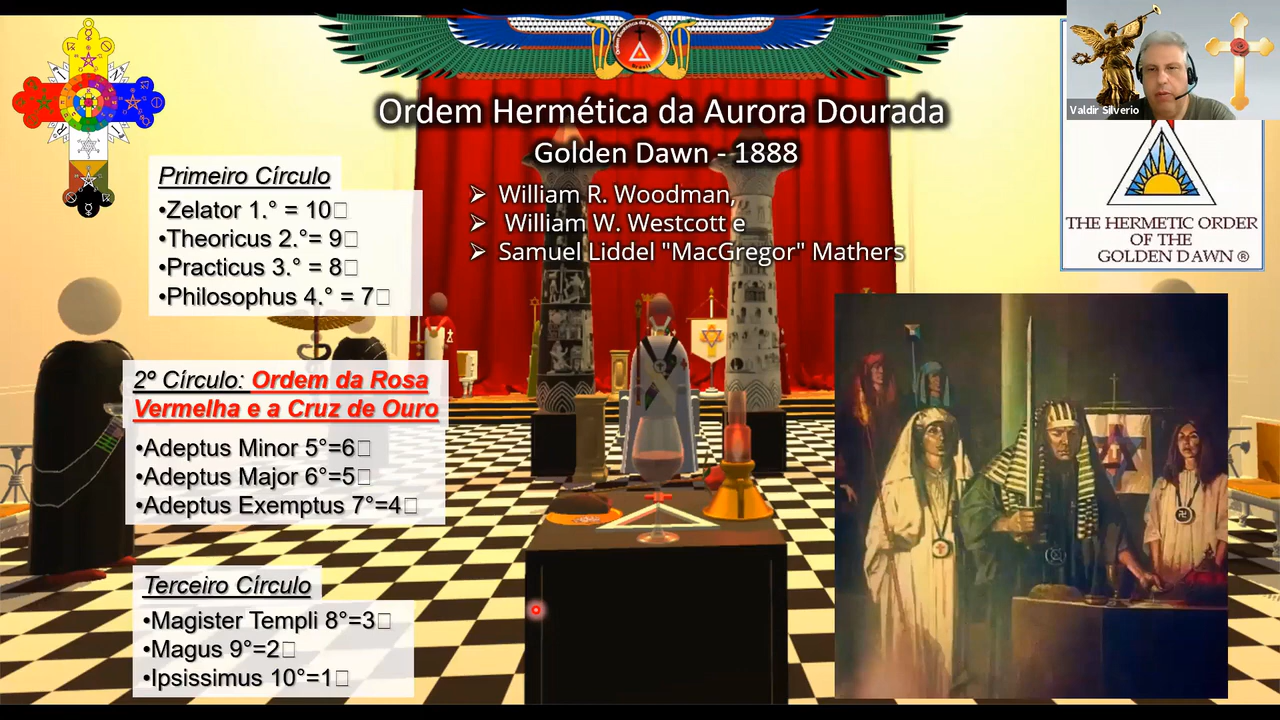 Ordem Hermética da Aurora Dourada
Golden Dawn - 1888
➢ William R. Woodman,
➢ William W. Westcott e
➢ Samuel Liddel "MacGregor" Mathers
Primeiro Círculo
•Zelator 1.° = 10□
•Theoricus 2.°= 9□
•Practicus 3.° = 8□
•Philosophus 4.° = 7□
2º Círculo: Ordem da Rosa
Vermelha e a Cruz de Ouro
•Adeptus Minor 5°=6□
•Adeptus Major 6°=5□
•Adeptus Exemptus 7°=4□
Terceiro Círculo
•Magister Templi 8°=3□
•Magus 9°=2□
•Ipsissimus 10°=1□
Valdir Silverio
THE HERMETIC ORDER
OF THE
GOLDEN DAWN ®